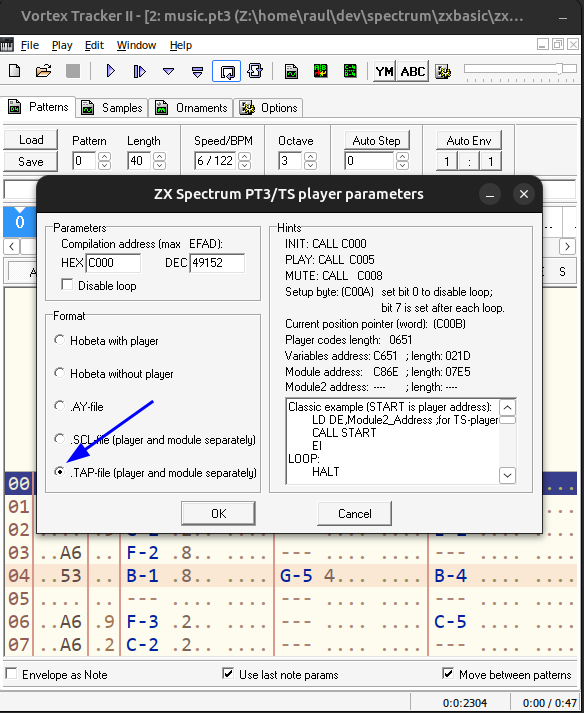 Vortex Tracker II - [2: music.pt3 (Z:\home\raul\dev\spectrum\zxbasic\zx...
File Play Edit Window Help
YM ABC
Patterns Samples Ornaments Options
Load Pattern Length Speed/BPM Octave Auto Step Auto Env
Save 0 40 6 / 122 3 0 1 : 1
ZX Spectrum PT3/TS player parameters
0
Parameters
Compilation address (max EFAD):
HEX C000 DEC 49152
Disable loop
Format
Hobeta with player
Hobeta without player
.AY-file
.SCL-file (player and module separately)
.TAP-file (player and module separately)
Hints
INIT: CALL C000
PLAY: CALL C005
MUTE: CALL C008
Setup byte: (C00A) set bit 0 to disable loop;
bit 7 is set after each loop.
Current position pointer (word): (C00B)
Player codes length: 0651
Variables address: C651 ; length: 021D
Module address: C86E ; length: 07E5
Module2 address: ---- ; length: ----
Classic example (START is player address):
LD DE,Module2_Address ;for TS-player
CALL START
EI
LOOP:
HALT
OK Cancel
S
00
01
02
03 ..A6 .. F-2 .8.. .... --- .... --- ....
04 ..53 .. B-1 .8.. .... G-5 4... .... B-4 ....
05 .... .. --- .... .... --- .... .... --- ....
06 ..A6 .9 F-3 .2.. .... --- .... .... C-5 ....
07 ..A6 .2 C-2 .2.. .... --- .... .... --- ....
Envelope as Note Use last note params Move between patterns
0:0:2304 0:00 / 0:47